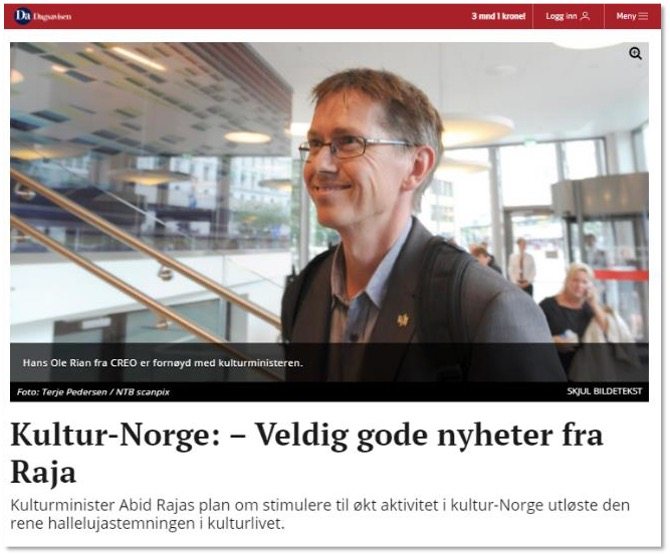 Da Dagsavisen
3 mnd 1 krone!
Logg inn
Meny
Hans Ole Rian fra CREO er fornøyd med kulturministeren.
Foto: Terje Pedersen / NTB scanpix
SKJUL BILDETEKST
Kultur-Norge: – Veldig gode nyheter fra
Raja
Kulturminister Abid Rajas plan om stimulere til økt aktivitet i kultur-Norge utløste den
rene hallelujastemningen i kulturlivet.